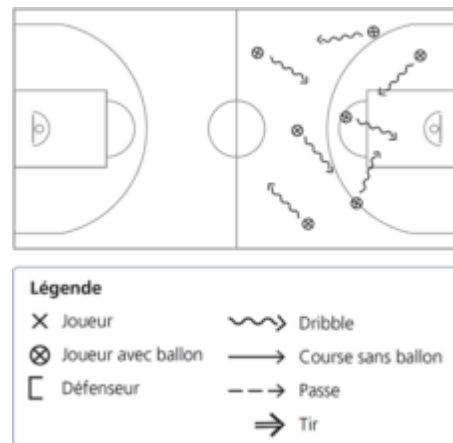 Légende
Joueur
Dribble
Joueur avec ballon
Course sans ballon
Défenseur
Passe
Tir